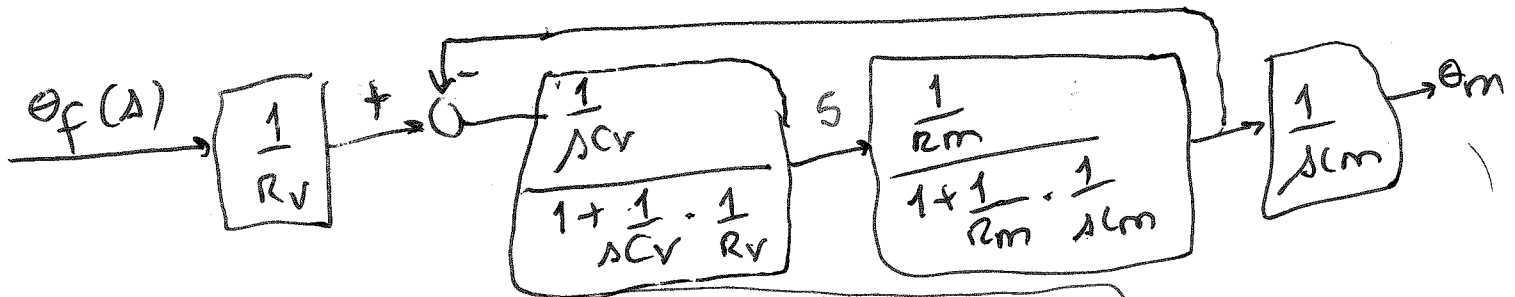 θf(s)
1
Rv
+
-
1
sCv
1 + 1/sCv · 1/Rv
5
1
Rm
1 + 1/Rm · 1/sCm
1
sCm
θm